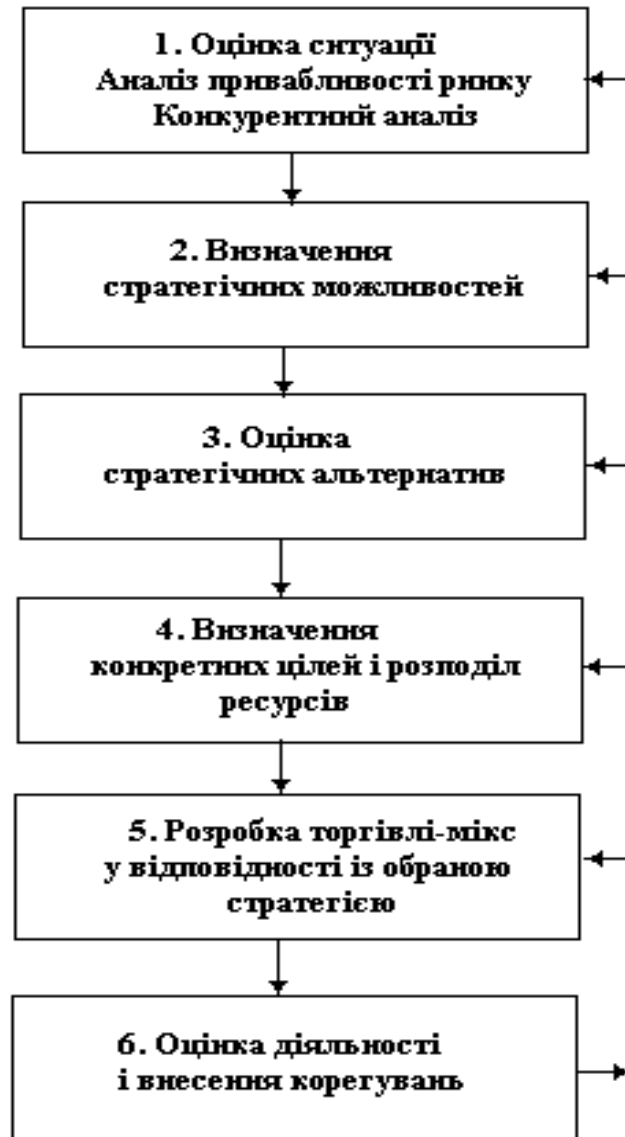 1. Оцінка ситуації
Аналіз привабливості ринку
Конкурентний аналіз
2. Визначення
стратегічних можливостей
3. Оцінка
стратегічних альтернатив
4. Визначення
конкретних цілей і розподіл
ресурсів
5. Розробка торгівлі-мікс
у відповідності із обраною
стратегією
6. Оцінка діяльності
і внесення корегувань